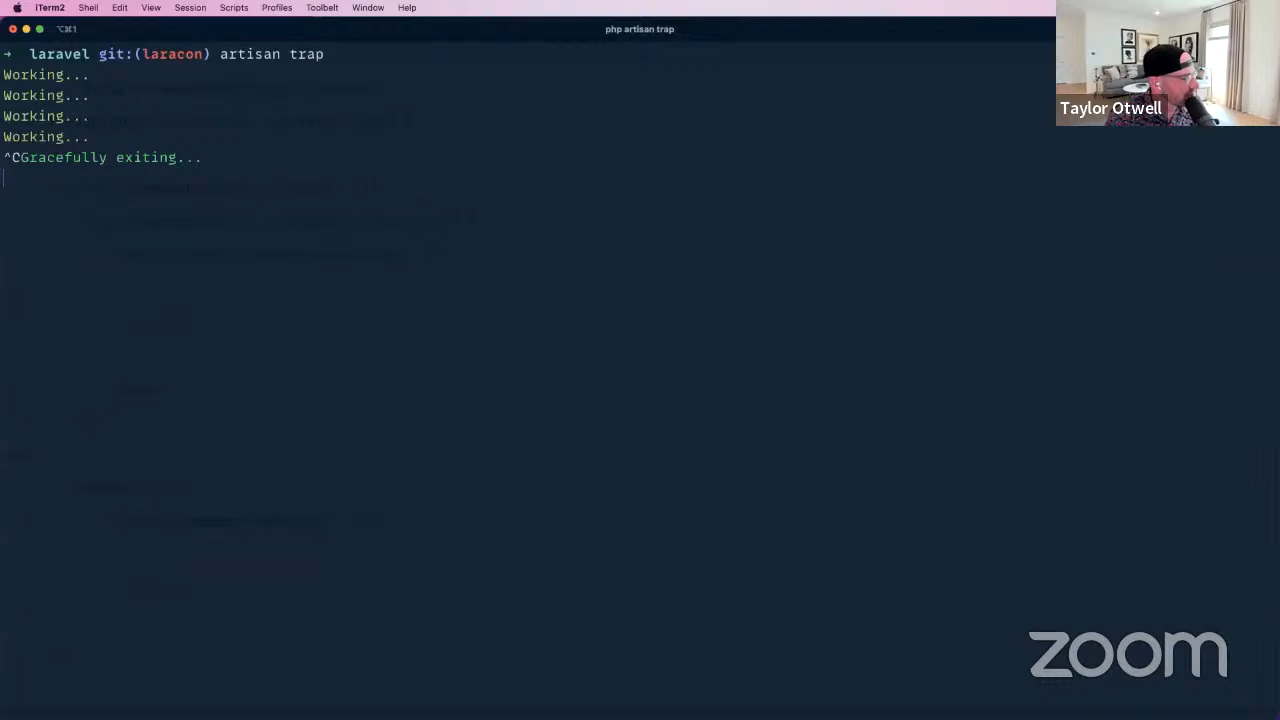 iTerm2 Shell Edit View Session Scripts Profiles Toolbelt Window Help
⌥⌘1
php artisan trap
→ laravel git:(laracon) artisan trap
Working...
Working...
Working...
Working...
^CGracefully exiting...
Taylor Otwell
zoom